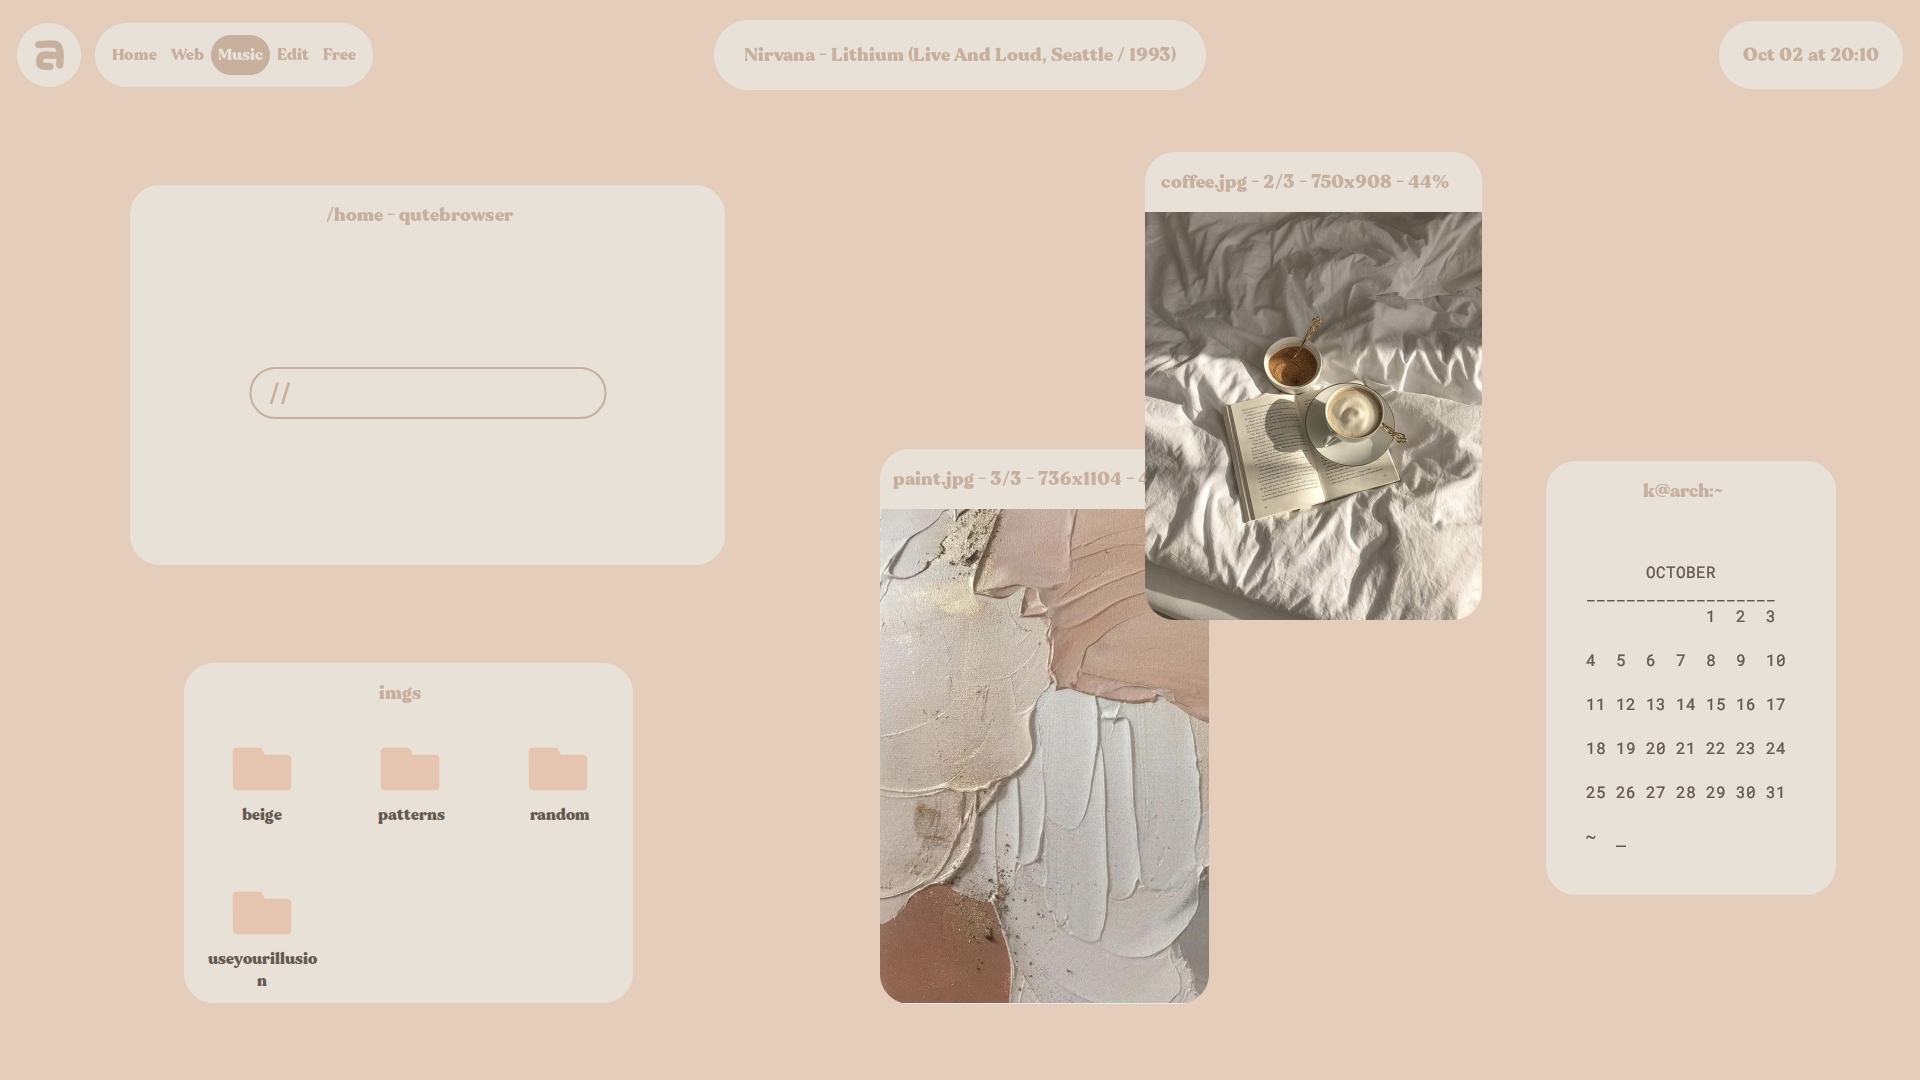 a
Home Web Music Edit Free
Nirvana - Lithium (Live And Loud, Seattle / 1993)
Oct 02 at 20:10
/home - qutebrowser
//
coffee.jpg - 2/3 - 750x908 - 44%
paint.jpg - 3/3 - 736x1104 - 4
imgs
beige
patterns
random
useyourillusio
n
k@arch:~
OCTOBER
-------------------
1 2 3
4 5 6 7 8 9 10
11 12 13 14 15 16 17
18 19 20 21 22 23 24
25 26 27 28 29 30 31
~ _